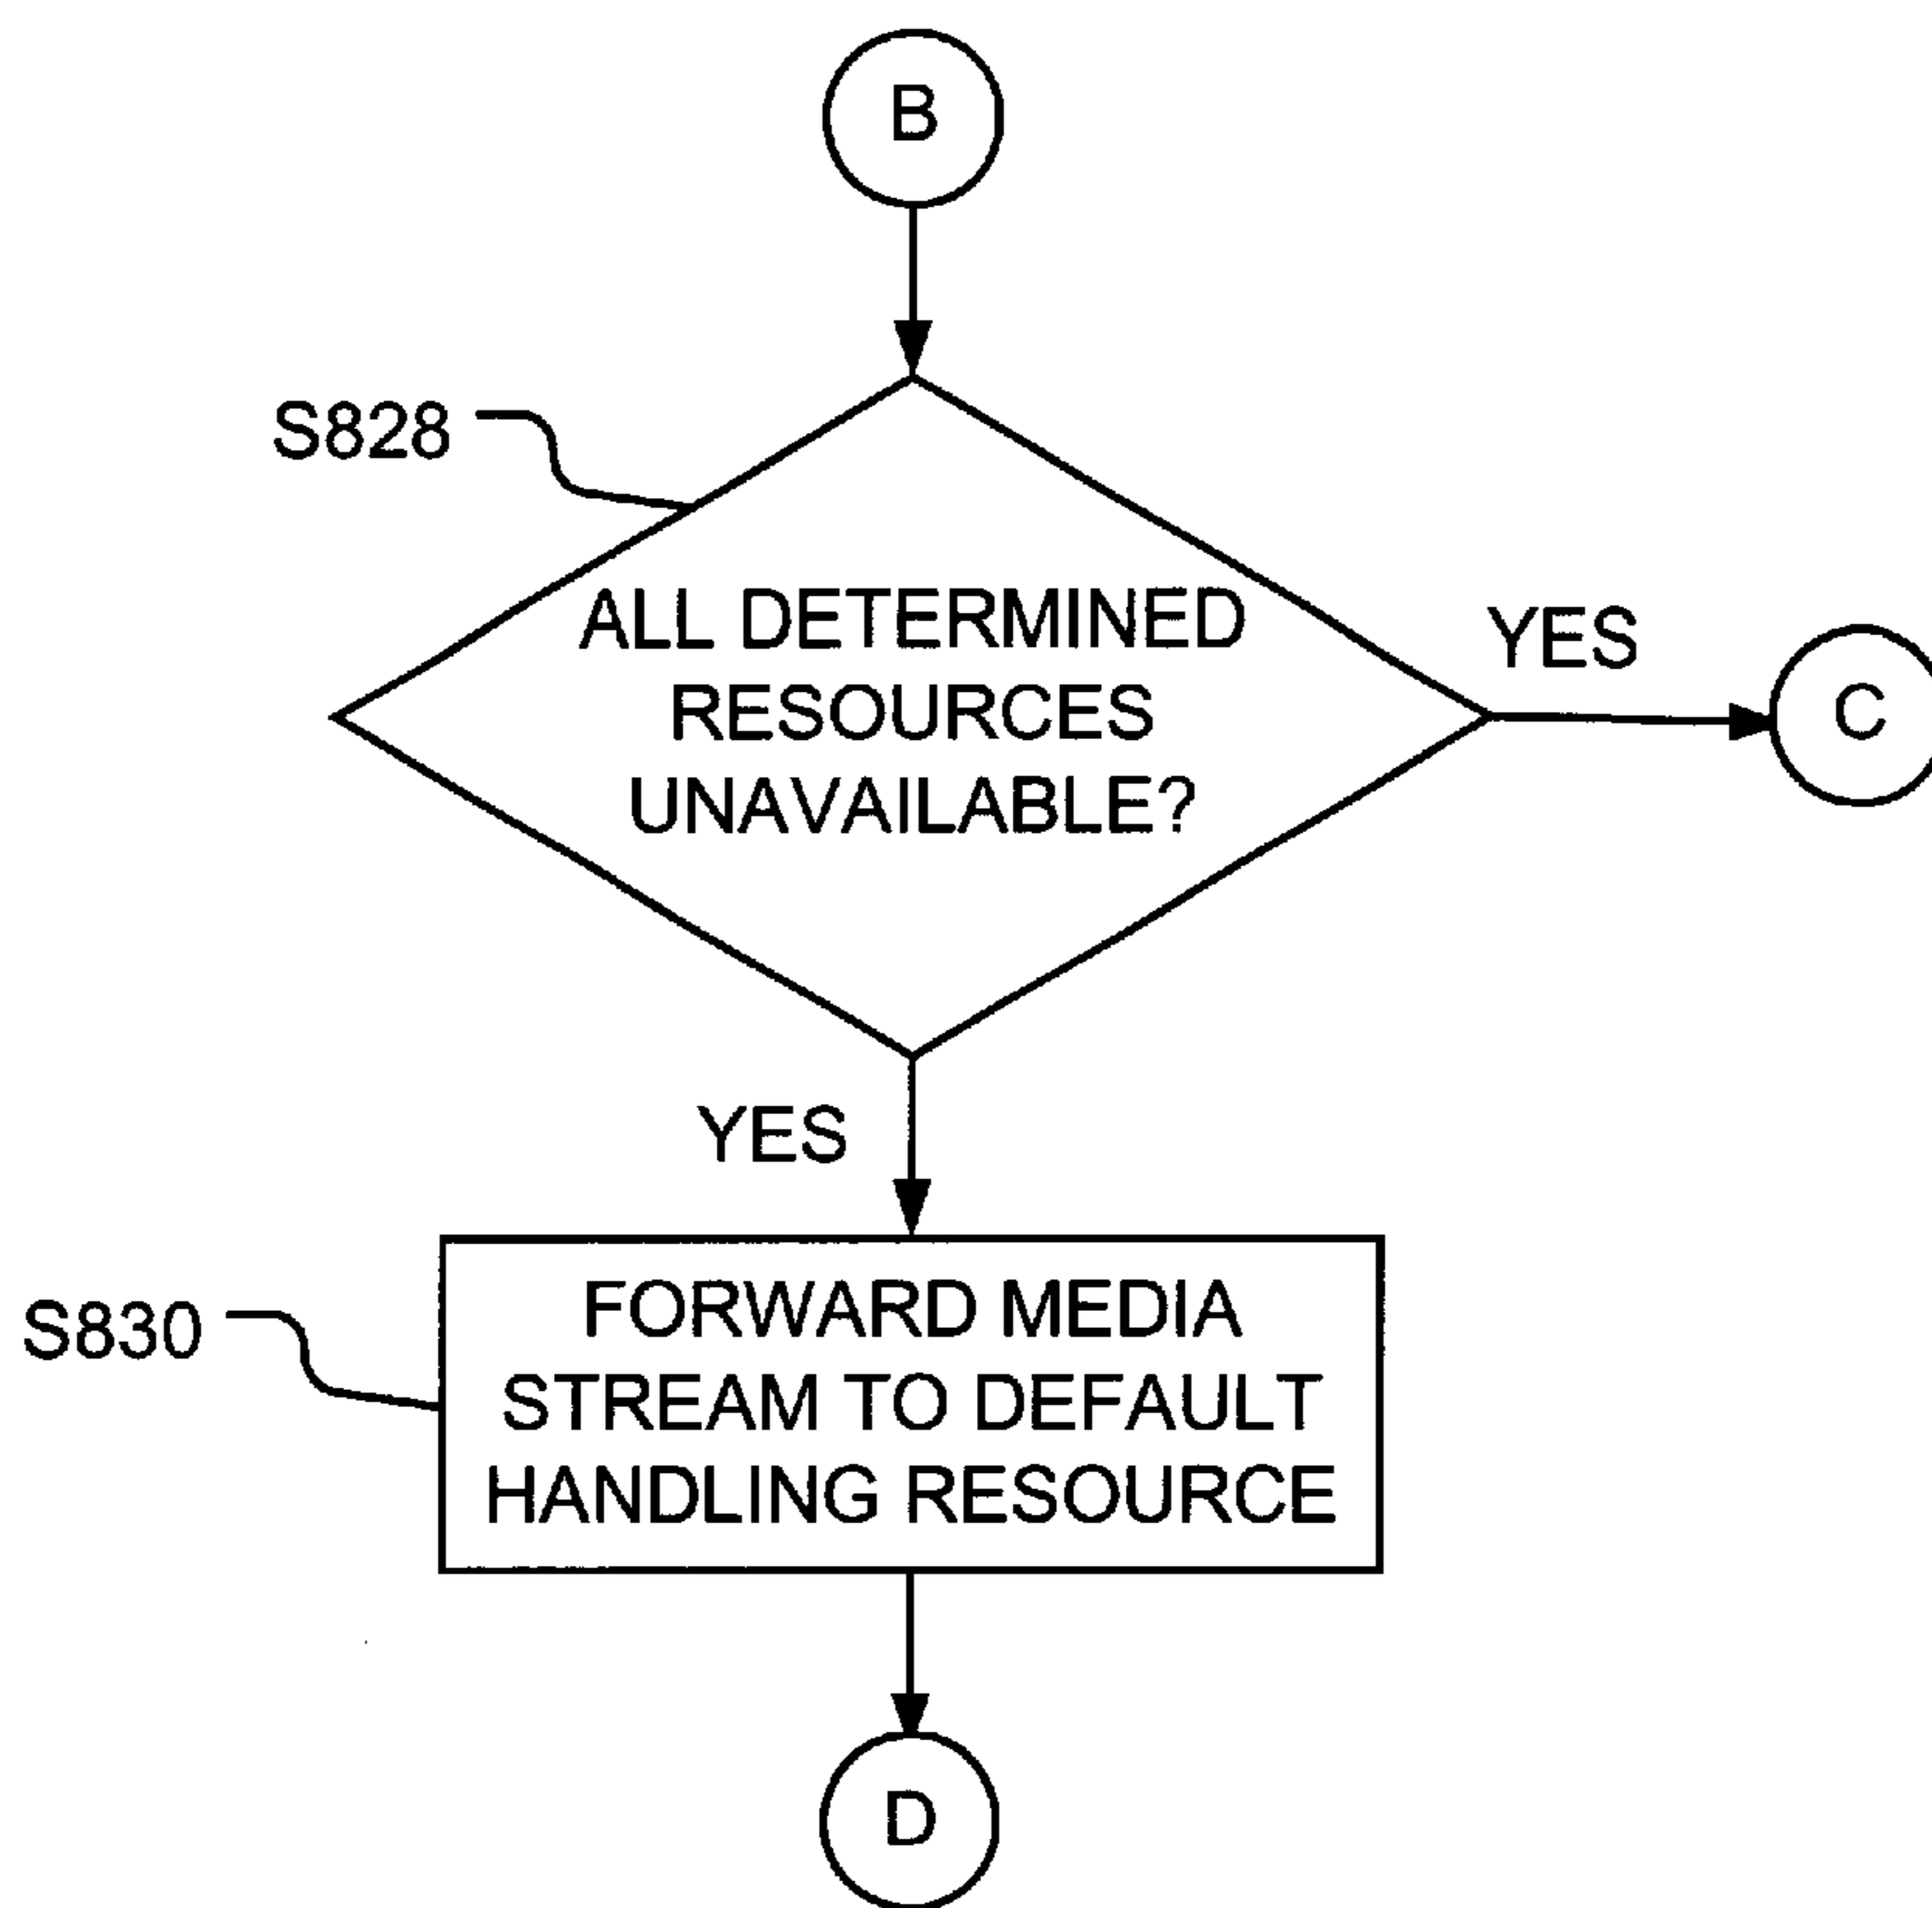 B
S828
ALL DETERMINED
RESOURCES
UNAVAILABLE?
YES
C
YES
S830
FORWARD MEDIA
STREAM TO DEFAULT
HANDLING RESOURCE
D